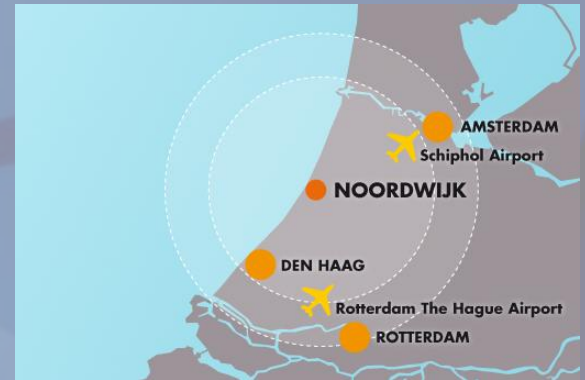 AMSTERDAM
Schiphol Airport
NOORDWIJK
DEN HAAG
Rotterdam The Hague Airport
ROTTERDAM